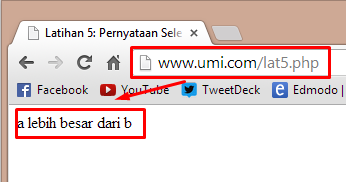 Latihan 5: Pernyataan Sele
www.umi.com/lat5.php
Facebook YouTube TweetDeck Edmodo
a lebih besar dari b